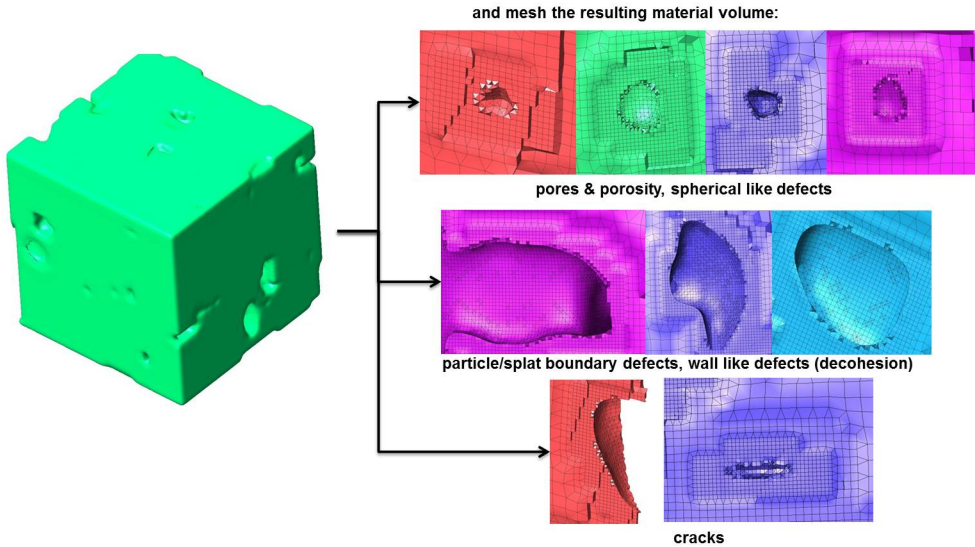 and mesh the resulting material volume:
pores & porosity, spherical like defects
particle/splat boundary defects, wall like defects (decohesion)
cracks